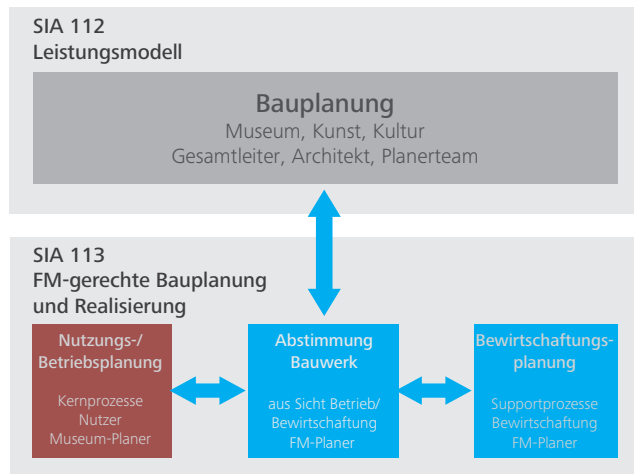 SIA 112
Leistungsmodell
Bauplanung
Museum, Kunst, Kultur
Gesamtleiter, Architekt, Planerteam
SIA 113
FM-gerechte Bauplanung
und Realisierung
Nutzungs-/
Betriebsplanung
Kernprozesse
Nutzer
Museum-Planer
Abstimmung
Bauwerk
aus Sicht Betrieb/
Bewirtschaftung
FM-Planer
Bewirtschaftungs-
planung
Supportprozesse
Bewirtschaftung
FM-Planer